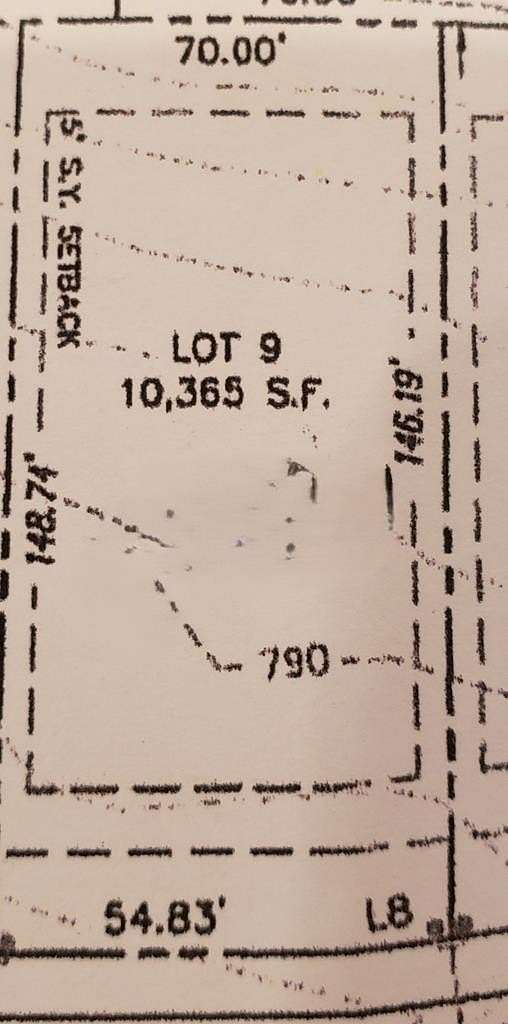 70.00'
5' S.Y. SETBACK
LOT 9
10,365 S.F.
146.19'
148.74'
790
54.83'
L8